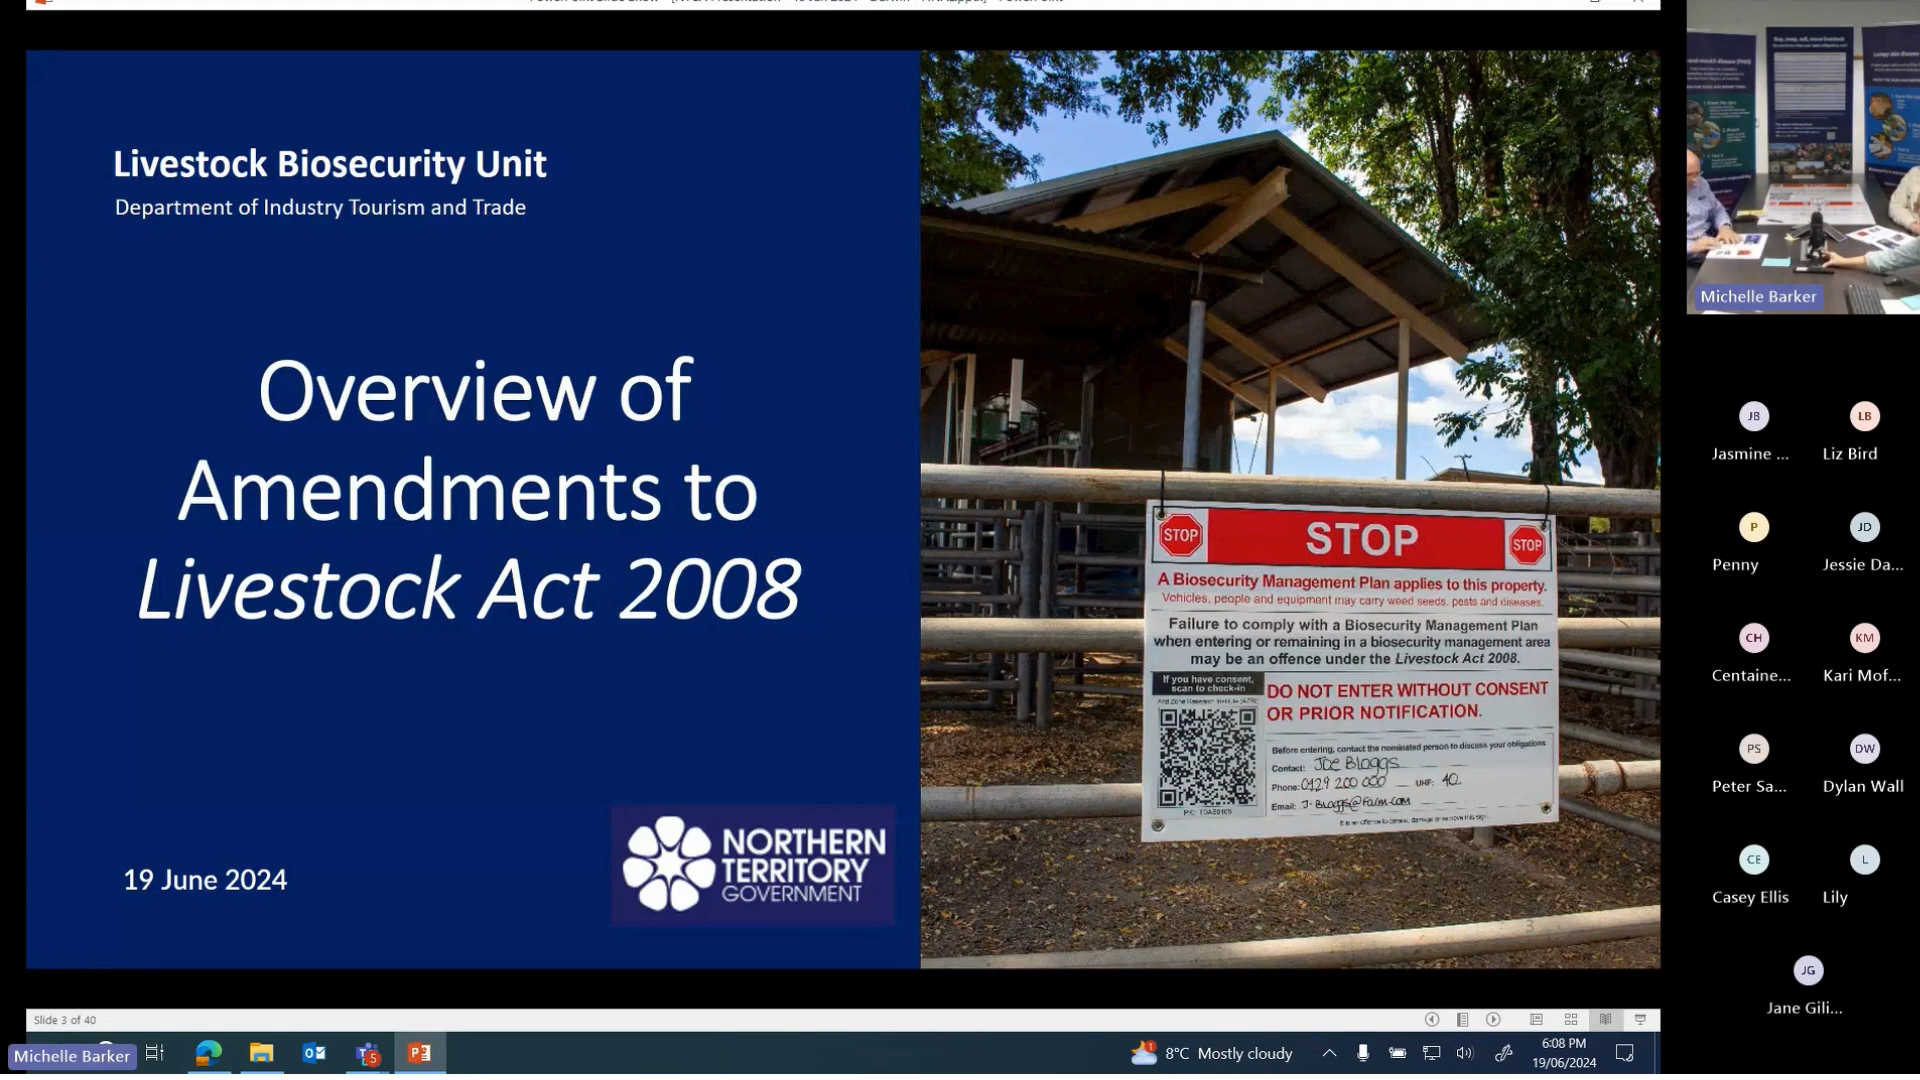 Livestock Biosecurity Unit
Department of Industry Tourism and Trade
Overview of
Amendments to
Livestock Act 2008
19 June 2024
NORTHERN
TERRITORY
GOVERNMENT
STOP
STOP
STOP
A Biosecurity Management Plan applies to this property.
Vehicles, people and equipment may carry weed seeds, pests and diseases.
Failure to comply with a Biosecurity Management Plan
when entering or remaining in a biosecurity management area
may be an offence under the Livestock Act 2008.
If you have consent,
scan to check-in
DO NOT ENTER WITHOUT CONSENT
OR PRIOR NOTIFICATION.
Before entering, contact the nominated person to discuss your obligations
Contact: Joe Bloggs
Phone: 0429 200 000 UHF: 40
Email: J.Bloggs@Farm.com
3
Michelle Barker
JB
LB
Jasmine ...
Liz Bird
P
JD
Penny
Jessie Da...
CH
KM
Centaine...
Kari Mof...
PS
DW
Peter Sa...
Dylan Wall
CE
L
Casey Ellis
Lily
JG
Jane Gili...
Slide 3 of 40
Michelle Barker
5
1
8°C Mostly cloudy
6:08 PM
19/06/2024